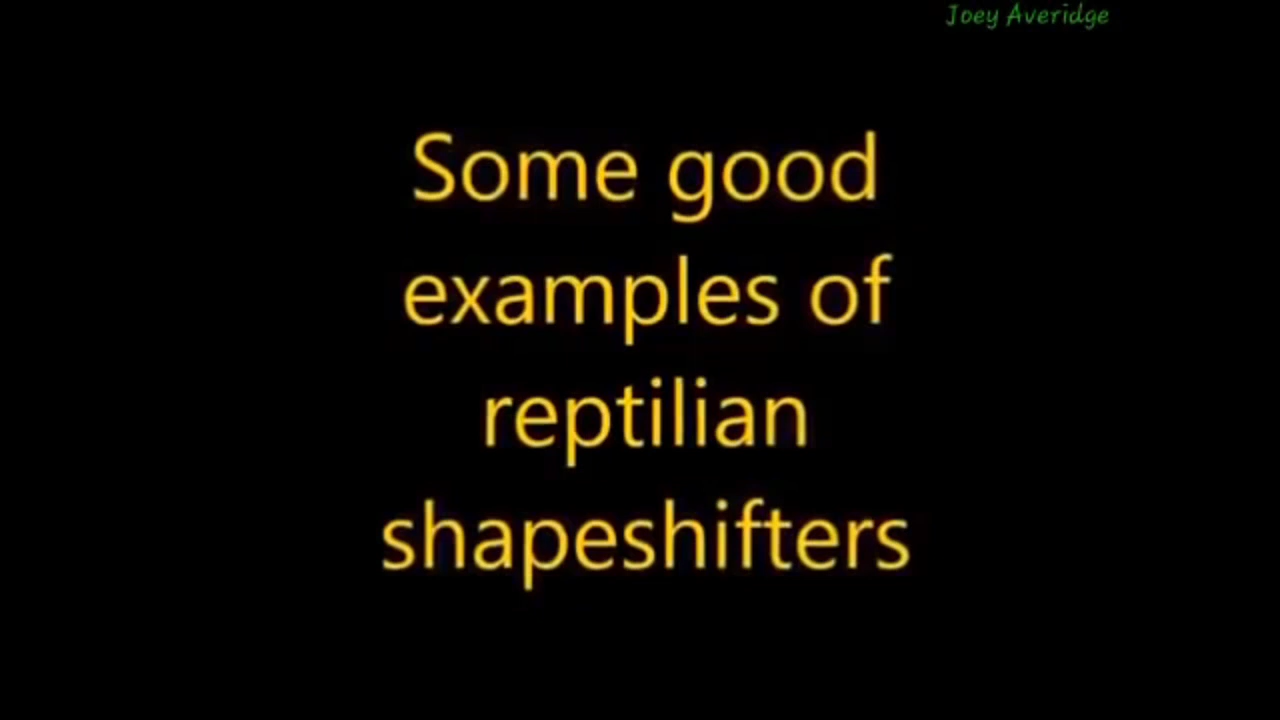 Joey Averidge
Some good
examples of
reptilian
shapeshifters